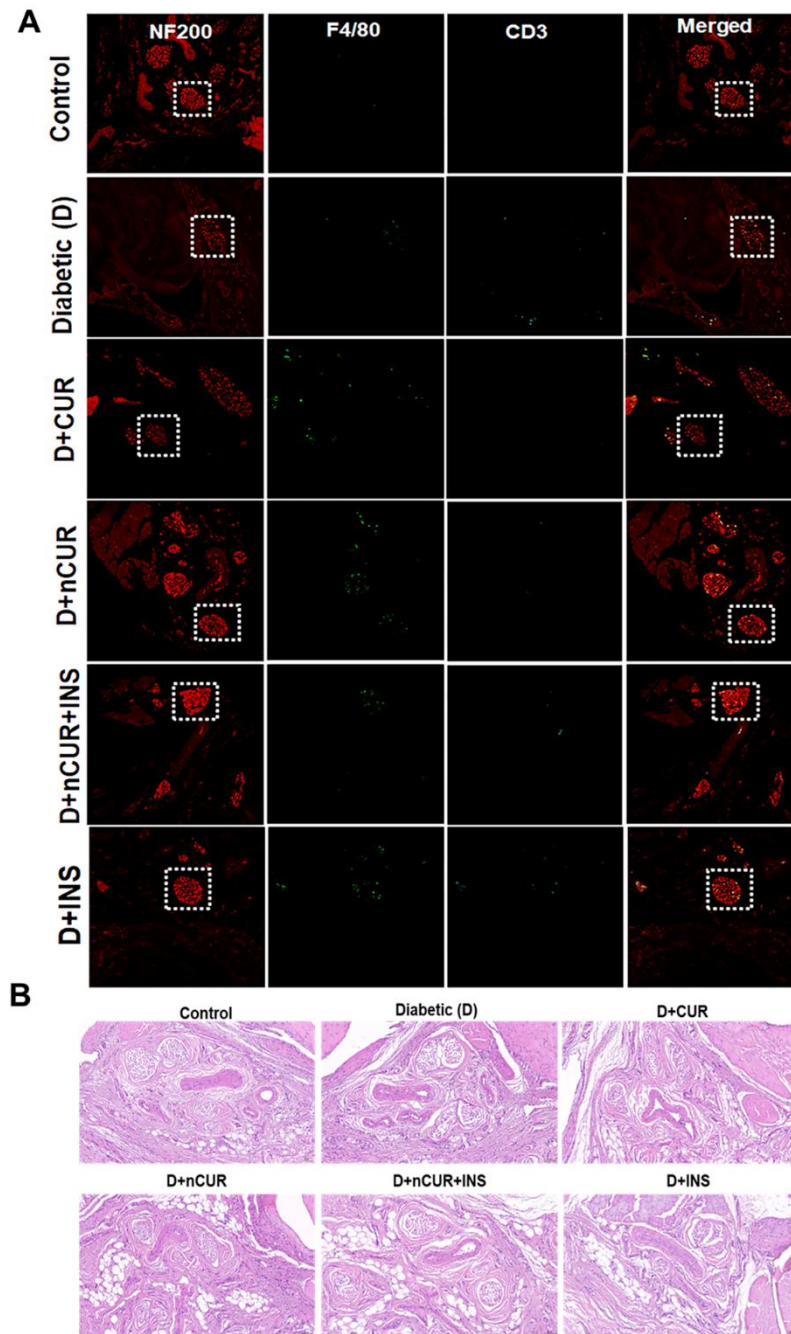 A
NF200 F4/80 CD3 Merged
Control
Diabetic (D)
D+CUR
D+nCUR
D+nCUR+INS
D+INS
B
Control Diabetic (D) D+CUR
D+nCUR D+nCUR+INS D+INS